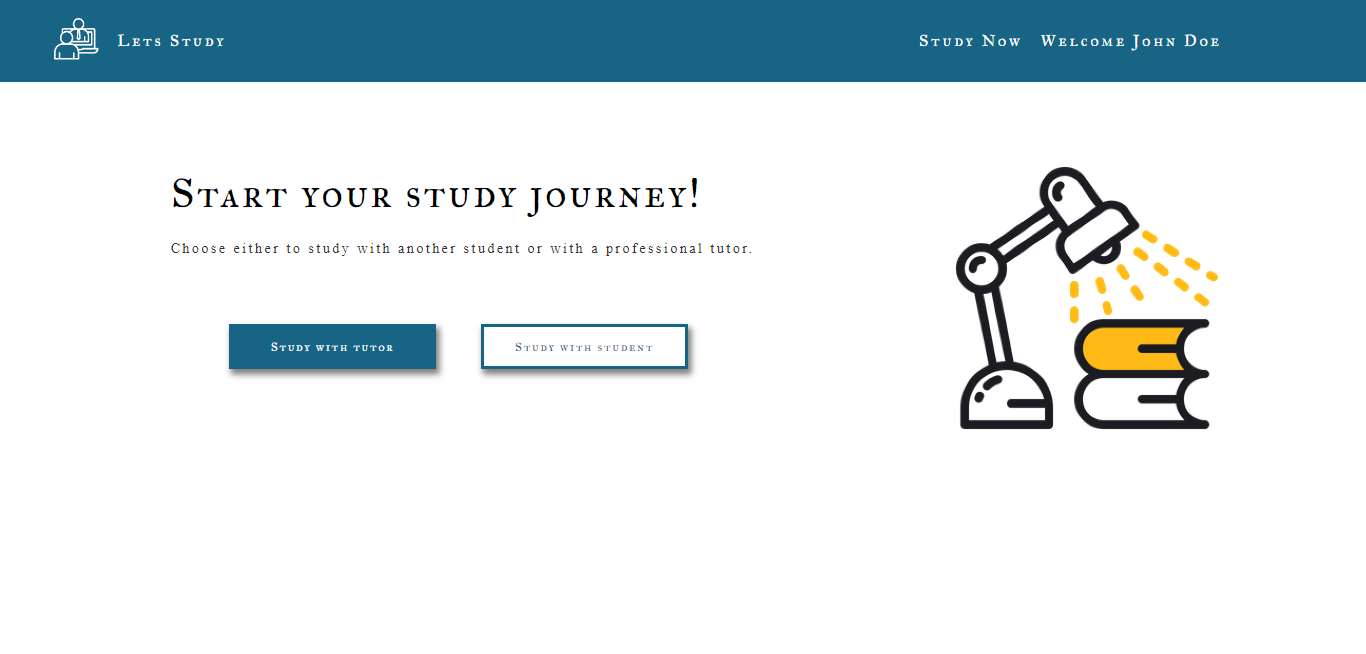 Lets Study
Study Now Welcome John Doe
Start your study journey!
Choose either to study with another student or with a professional tutor.
Study with tutor
Study with student